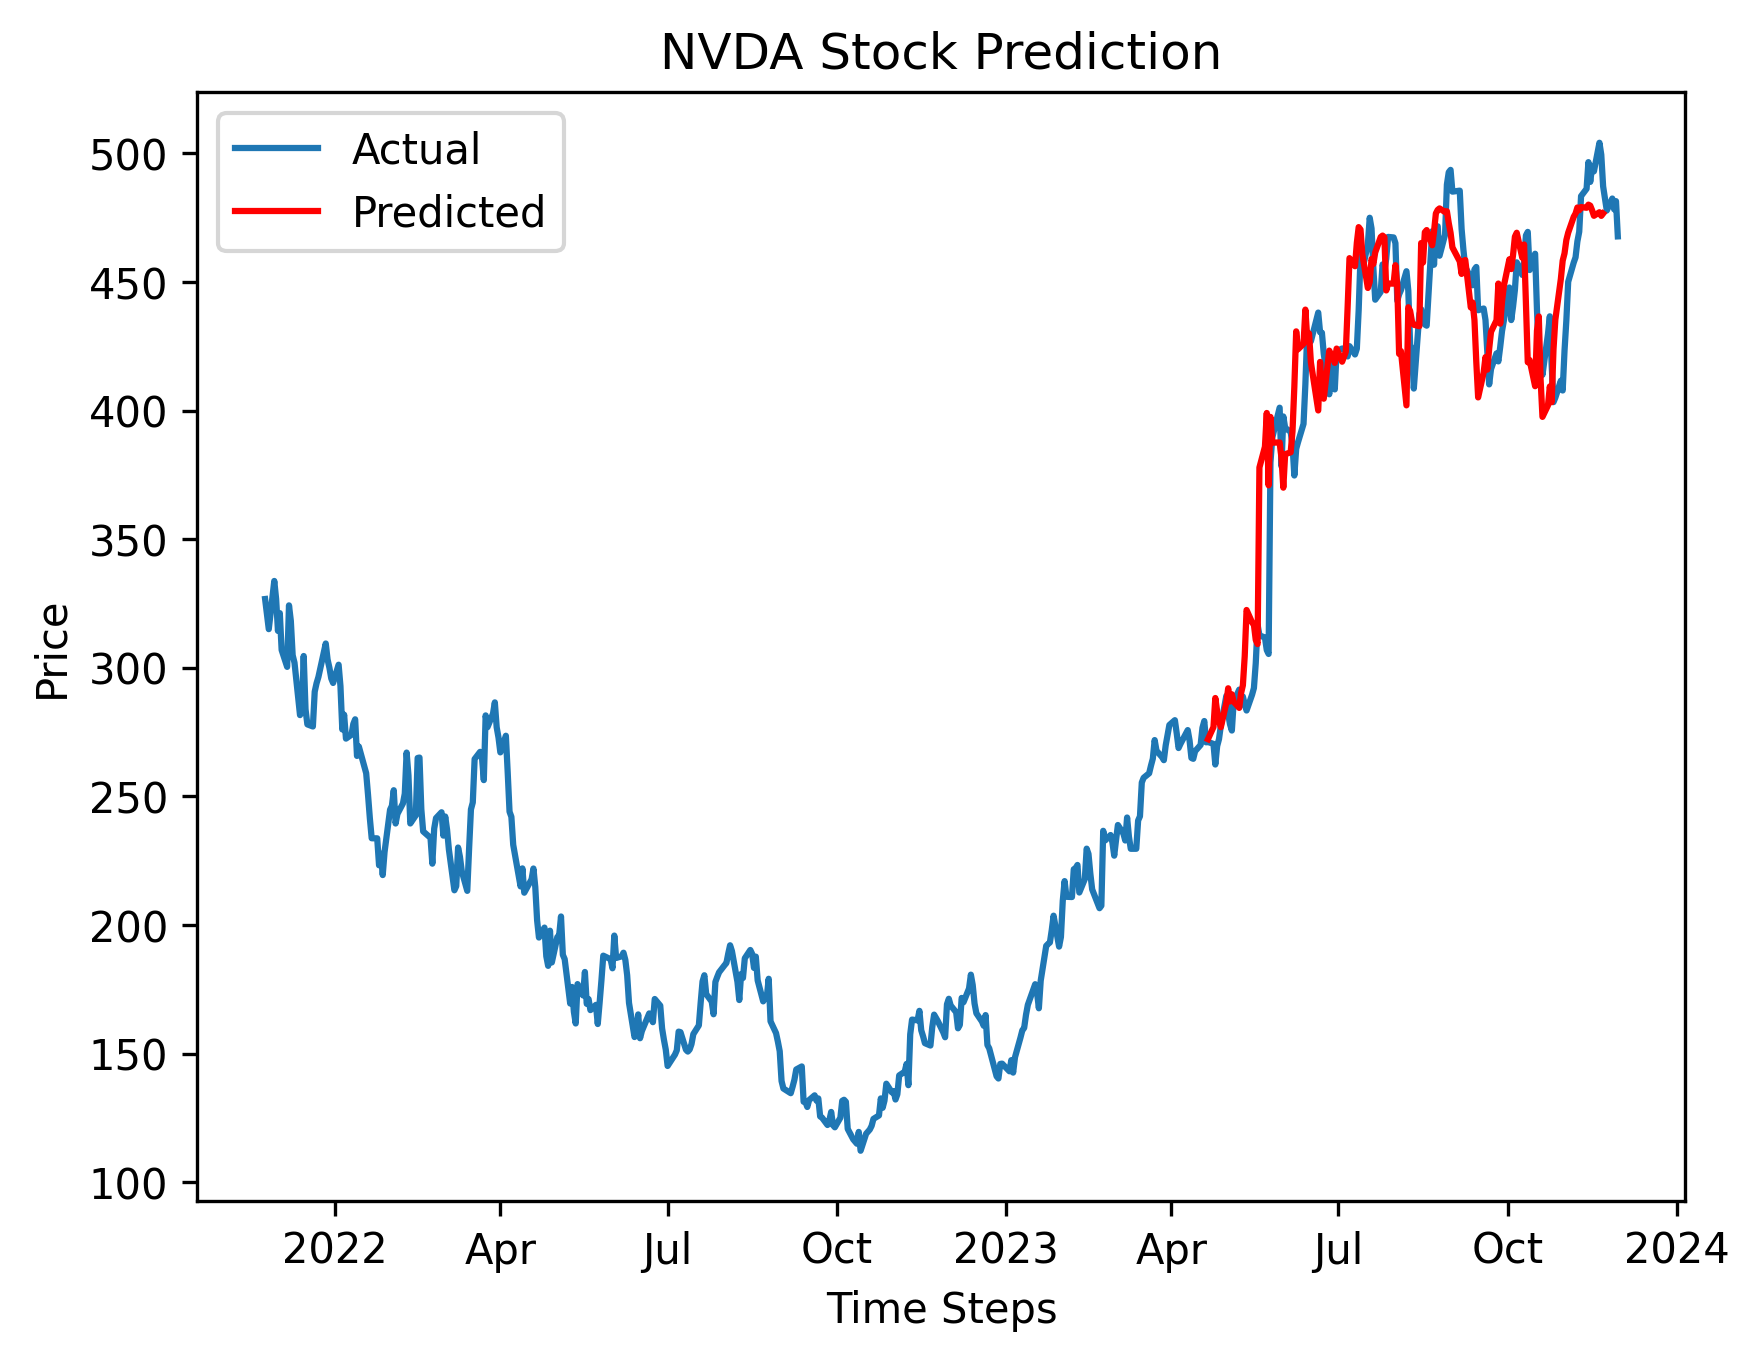 NVDA Stock Prediction
Actual
Predicted
500
450
400
350
300
250
200
150
100
Price
2022 Apr Jul Oct 2023 Apr Jul Oct 2024
Time Steps